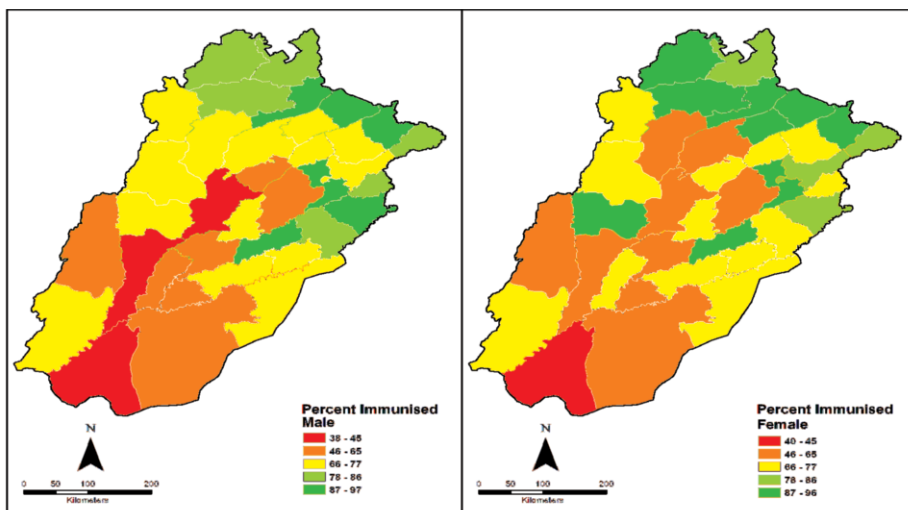 Percent Immunised
Male
38 - 45
46 - 65
66 - 77
78 - 86
87 - 97
N
0 50 100 200
Kilometers
Percent Immunised
Female
40 - 45
46 - 65
66 - 77
78 - 86
87 - 96
N
0 50 100 200
Kilometers